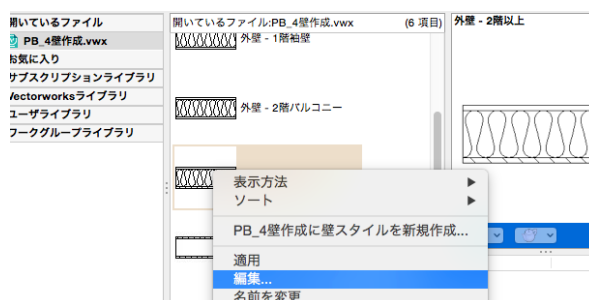 開いているファイル
PB_4壁作成.vwx
お気に入り
サブスクリプションライブラリ
Vectorworksライブラリ
ユーザライブラリ
ワークグループライブラリ
開いているファイル:PB_4壁作成.vwx (6 項目)
外壁 - 1階袖壁
外壁 - 2階バルコニー
外壁 - 2階以上
表示方法
ソート
PB_4壁作成に壁スタイルを新規作成...
適用
編集...
名前を変更